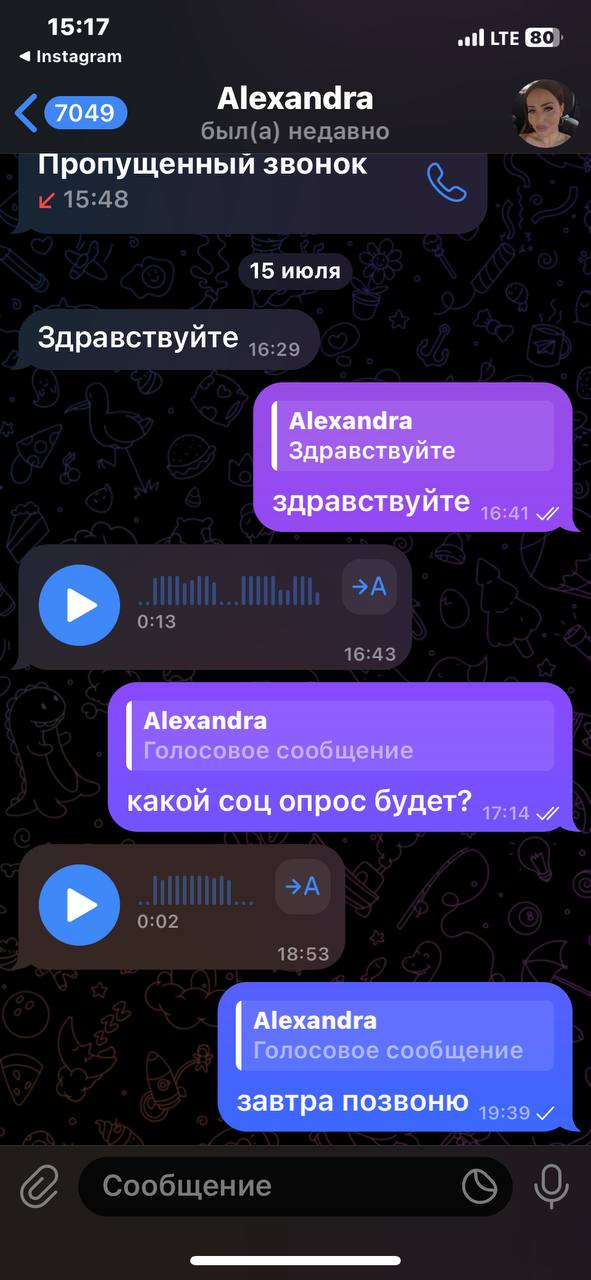 15:17
LTE 80
◀ Instagram
7049
Alexandra
был(а) недавно
Пропущенный звонок
15:48
15 июля
Здравствуйте 16:29
Alexandra
Здравствуйте
здравствуйте 16:41
→A
0:13
16:43
Alexandra
Голосовое сообщение
какой соц опрос будет? 17:14
→A
0:02
18:53
Alexandra
Голосовое сообщение
завтра позвоню 19:39
Сообщение